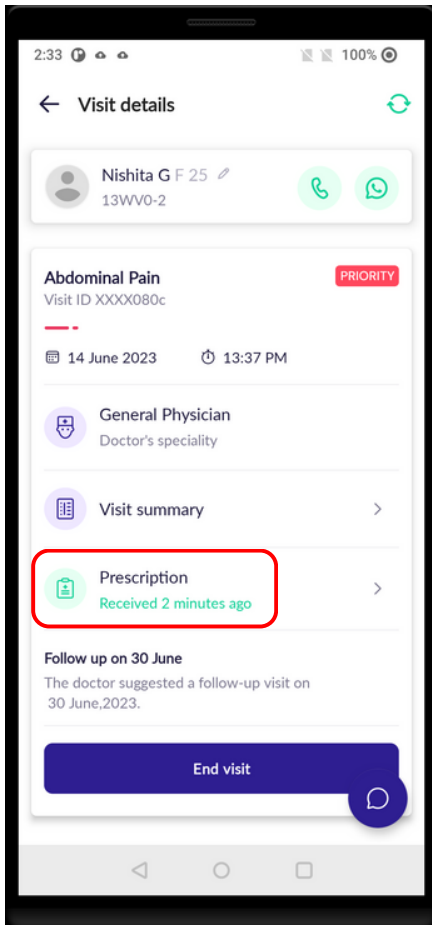 2:33 100%
Visit details
Nishita G F 25
13WV0-2
Abdominal Pain PRIORITY
Visit ID XXXX080c
14 June 2023 13:37 PM
General Physician
Doctor's speciality
Visit summary
Prescription
Received 2 minutes ago
Follow up on 30 June
The doctor suggested a follow-up visit on
30 June,2023.
End visit